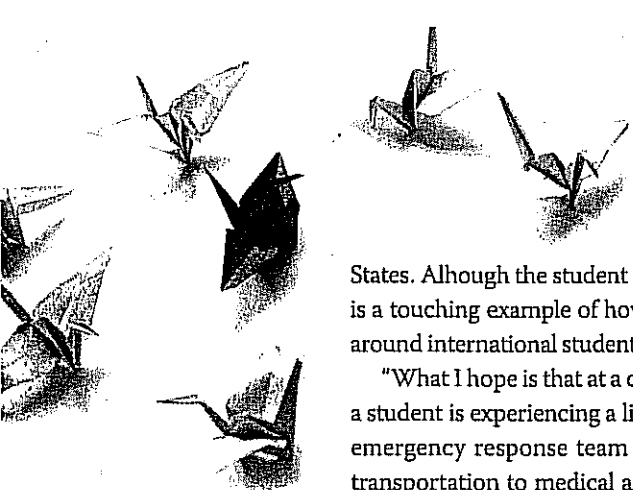 States. Alhough the student
is a touching example of how
around international student
"What I hope is that at a
a student is experiencing a
emergency response team
transportation to medical